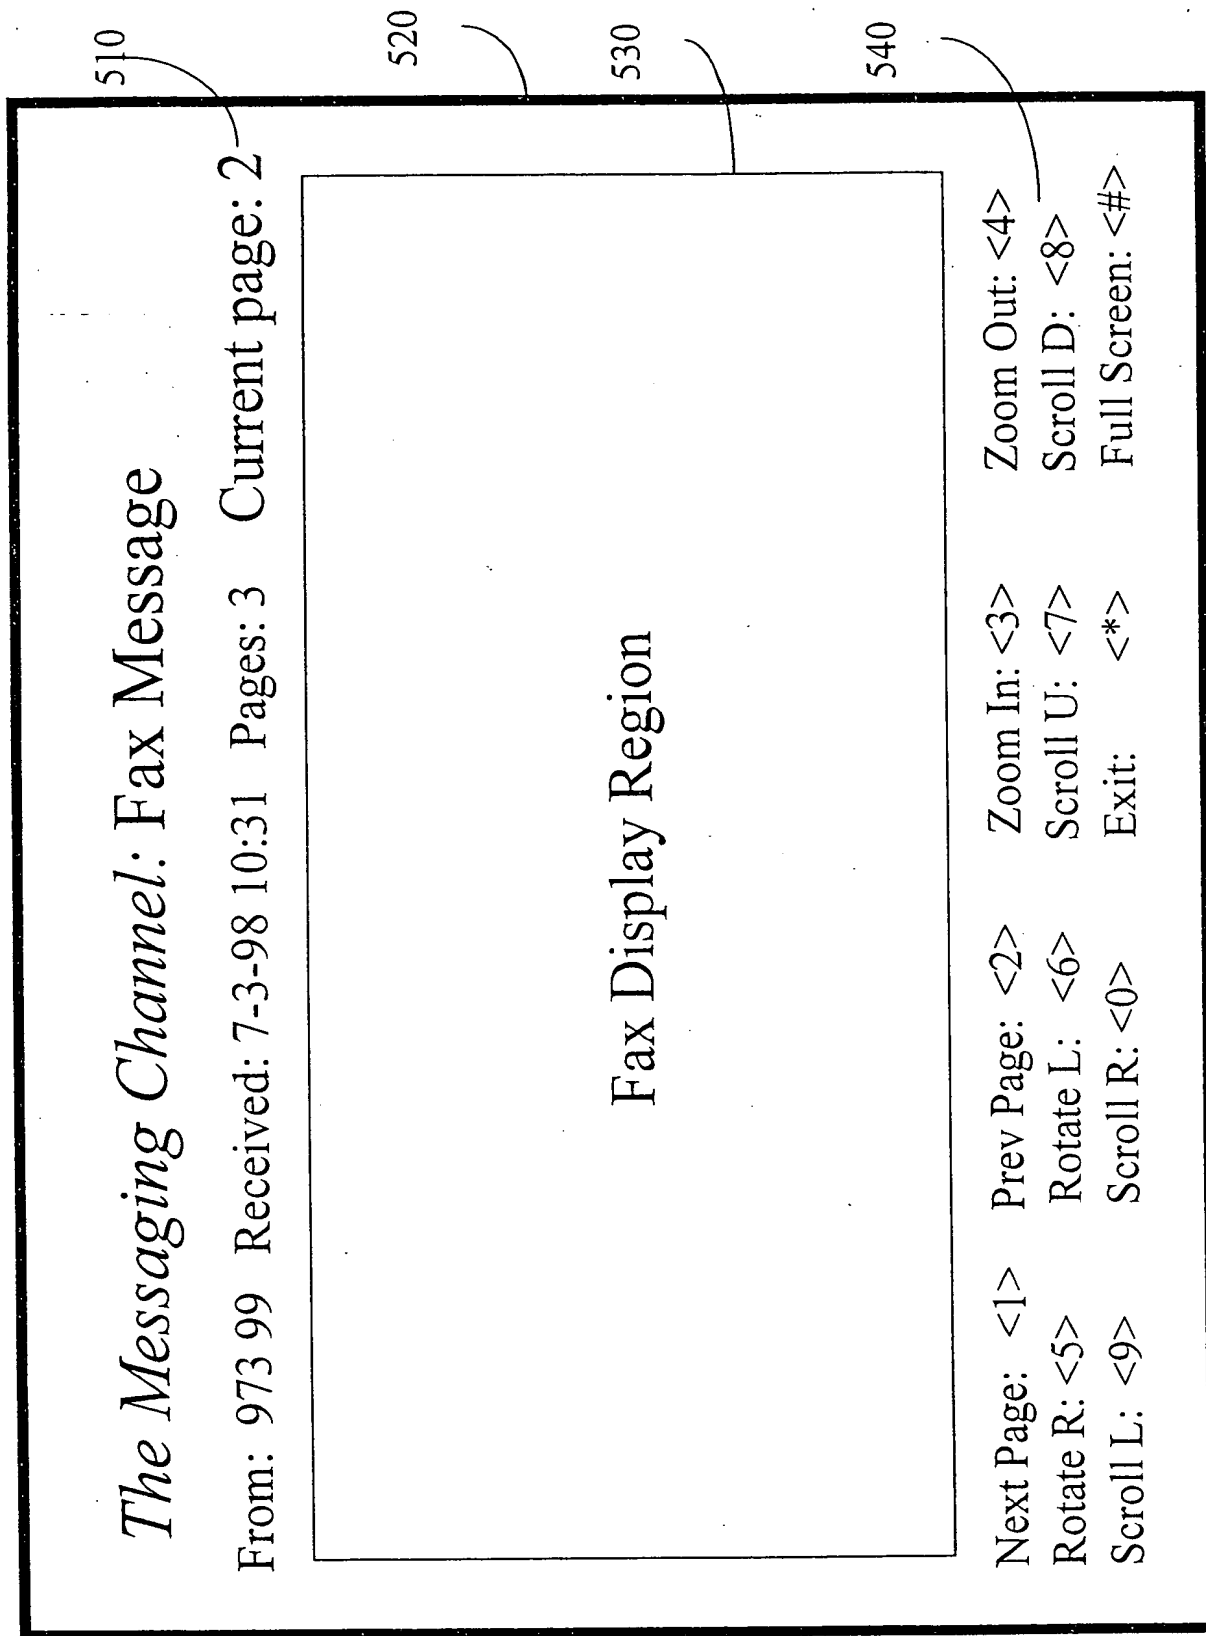 The Messaging Channel: Fax Message
From: 973 99 Received: 7-3-98 10:31 Pages: 3 Current page: 2
Fax Display Region
Next Page: <1> Prev Page: <2> Zoom In: <3> Zoom Out: <4>
Rotate R: <5> Rotate L: <6> Scroll U: <7> Scroll D: <8>
Scroll L: <9> Scroll R: <0> Exit: <*> Full Screen: <#>
510
520
530
540